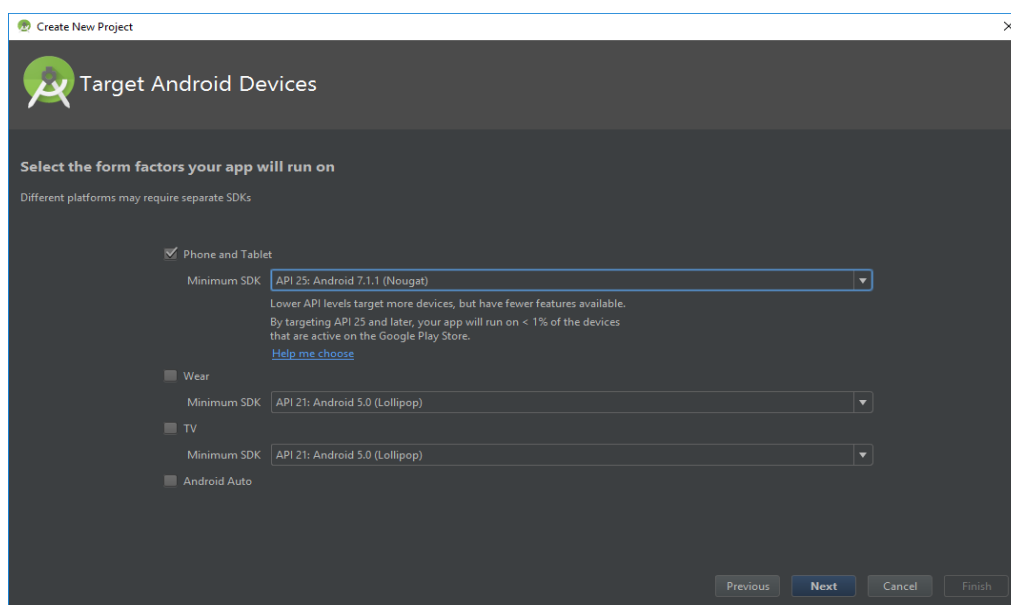 Create New Project
Target Android Devices
Select the form factors your app will run on
Different platforms may require separate SDKs
Phone and Tablet
Minimum SDK API 25: Android 7.1.1 (Nougat)
Lower API levels target more devices, but have fewer features available.
By targeting API 25 and later, your app will run on < 1% of the devices
that are active on the Google Play Store.
Help me choose
Wear
Minimum SDK API 21: Android 5.0 (Lollipop)
TV
Minimum SDK API 21: Android 5.0 (Lollipop)
Android Auto
Previous Next Cancel Finish